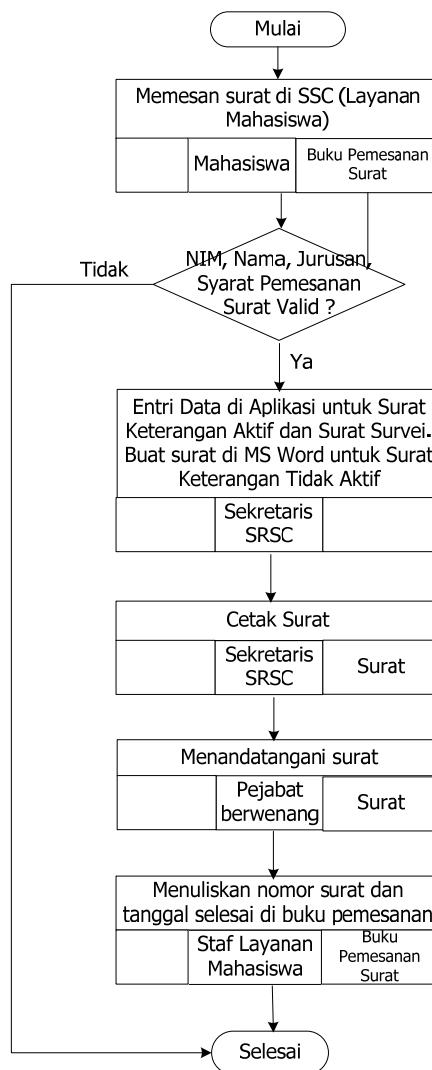 Mulai
Memesan surat di SSC (Layanan
Mahasiswa)
Mahasiswa
Buku Pemesanan
Surat
Tidak
NIM, Nama, Jurusan,
Syarat Pemesanan
Surat Valid ?
Ya
Entri Data di Aplikasi untuk Surat
Keterangan Aktif dan Surat Survei.
Buat surat di MS Word untuk Surat
Keterangan Tidak Aktif
Sekretaris
SRSC
Cetak Surat
Sekretaris
SRSC
Surat
Menandatangani surat
Pejabat
berwenang
Surat
Menuliskan nomor surat dan
tanggal selesai di buku pemesanan
Staf Layanan
Mahasiswa
Buku
Pemesanan
Surat
Selesai